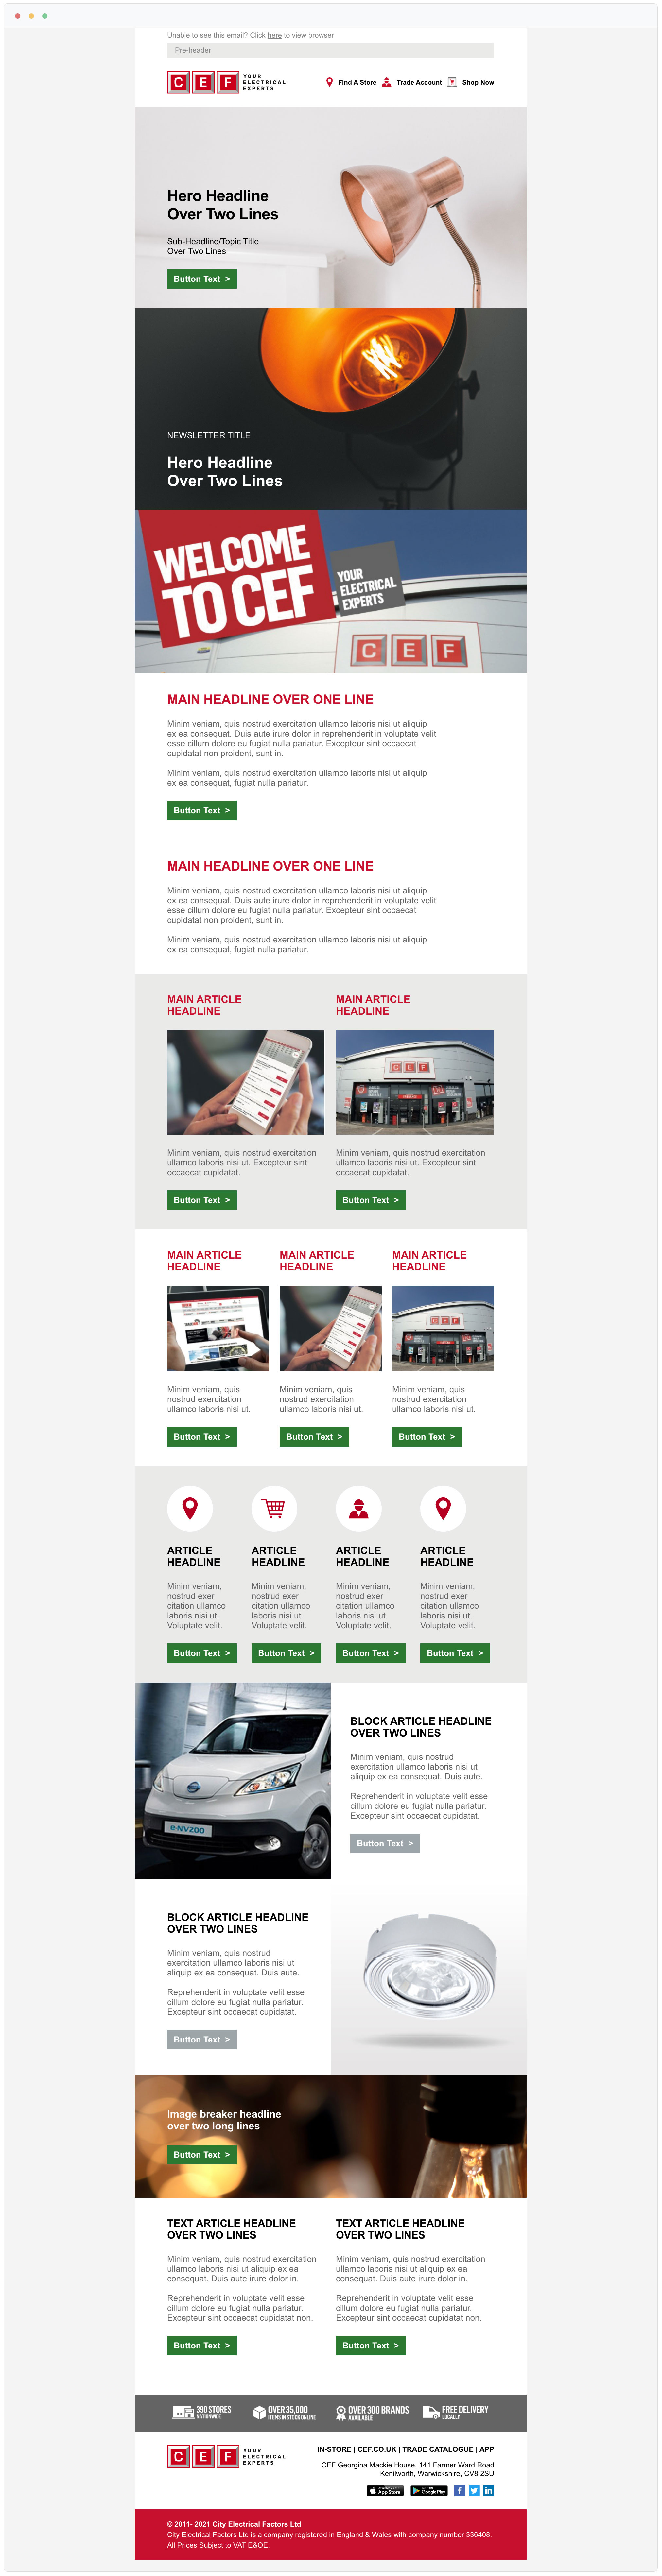 Unable to see this email? Click here to view browser
Pre-header
CEF YOUR
ELECTRICAL
EXPERTS
Find A Store
Trade Account
Shop Now
Hero Headline
Over Two Lines
Sub-Headline/Topic Title
Over Two Lines
Button Text >
NEWSLETTER TITLE
Hero Headline
Over Two Lines
WELCOME
TO CEF
YOUR
ELECTRICAL
EXPERTS
CEF
MAIN HEADLINE OVER ONE LINE
Minim veniam, quis nostrud exercitation ullamco laboris nisi ut aliquip
ex ea consequat. Duis aute irure dolor in reprehenderit in voluptate velit
esse cillum dolore eu fugiat nulla pariatur. Excepteur sint occaecat
cupidatat non proident, sunt in.
Minim veniam, quis nostrud exercitation ullamco laboris nisi ut aliquip
ex ea consequat, fugiat nulla pariatur.
Button Text >
MAIN HEADLINE OVER ONE LINE
Minim veniam, quis nostrud exercitation ullamco laboris nisi ut aliquip
ex ea consequat. Duis aute irure dolor in reprehenderit in voluptate velit
esse cillum dolore eu fugiat nulla pariatur. Excepteur sint occaecat
cupidatat non proident, sunt in.
Minim veniam, quis nostrud exercitation ullamco laboris nisi ut aliquip
ex ea consequat, fugiat nulla pariatur.
MAIN ARTICLE
HEADLINE
Minim veniam, quis nostrud exercitation
ullamco laboris nisi ut. Excepteur sint
occaecat cupidatat.
Button Text >
MAIN ARTICLE
HEADLINE
CEF
Minim veniam, quis nostrud exercitation
ullamco laboris nisi ut. Excepteur sint
occaecat cupidatat.
Button Text >
MAIN ARTICLE
HEADLINE
Minim veniam, quis
nostrud exercitation
ullamco laboris nisi ut.
Button Text >
MAIN ARTICLE
HEADLINE
Minim veniam, quis
nostrud exercitation
ullamco laboris nisi ut.
Button Text >
MAIN ARTICLE
HEADLINE
CEF
Minim veniam, quis
nostrud exercitation
ullamco laboris nisi ut.
Button Text >
ARTICLE
HEADLINE
Minim veniam,
nostrud exer
citation ullamco
laboris nisi ut.
Voluptate velit.
Button Text >
ARTICLE
HEADLINE
Minim veniam,
nostrud exer
citation ullamco
laboris nisi ut.
Voluptate velit.
Button Text >
ARTICLE
HEADLINE
Minim veniam,
nostrud exer
citation ullamco
laboris nisi ut.
Voluptate velit.
Button Text >
ARTICLE
HEADLINE
Minim veniam,
nostrud exer
citation ullamco
laboris nisi ut.
Voluptate velit.
Button Text >
e-NV200
BLOCK ARTICLE HEADLINE
OVER TWO LINES
Minim veniam, quis nostrud
exercitation ullamco laboris nisi ut
aliquip ex ea consequat. Duis aute.
Reprehenderit in voluptate velit esse
cillum dolore eu fugiat nulla pariatur.
Excepteur sint occaecat cupidatat.
Button Text >
BLOCK ARTICLE HEADLINE
OVER TWO LINES
Minim veniam, quis nostrud
exercitation ullamco laboris nisi ut
aliquip ex ea consequat. Duis aute.
Reprehenderit in voluptate velit esse
cillum dolore eu fugiat nulla pariatur.
Excepteur sint occaecat cupidatat.
Button Text >
Image breaker headline
over two long lines
Button Text >
TEXT ARTICLE HEADLINE
OVER TWO LINES
Minim veniam, quis nostrud exercitation
ullamco laboris nisi ut aliquip ex ea
consequat. Duis aute irure dolor in.
Reprehenderit in voluptate velit esse
cillum dolore eu fugiat nulla pariatur.
Excepteur sint occaecat cupidatat non.
Button Text >
TEXT ARTICLE HEADLINE
OVER TWO LINES
Minim veniam, quis nostrud exercitation
ullamco laboris nisi ut aliquip ex ea
consequat. Duis aute irure dolor in.
Reprehenderit in voluptate velit esse
cillum dolore eu fugiat nulla pariatur.
Excepteur sint occaecat cupidatat non.
Button Text >
390 STORES
NATIONWIDE
OVER 35,000
ITEMS IN STOCK ONLINE
OVER 300 BRANDS
AVAILABLE
FREE DELIVERY
LOCALLY
CEF YOUR
ELECTRICAL
EXPERTS
IN-STORE | CEF.CO.UK | TRADE CATALOGUE | APP
CEF Georgina Mackie House, 141 Farmer Ward Road
Kenilworth, Warwickshire, CV8 2SU
App Store
Google Play
© 2011- 2021 City Electrical Factors Ltd
City Electrical Factors Ltd is a company registered in England & Wales with company number 336408.
All Prices Subject to VAT E&OE.